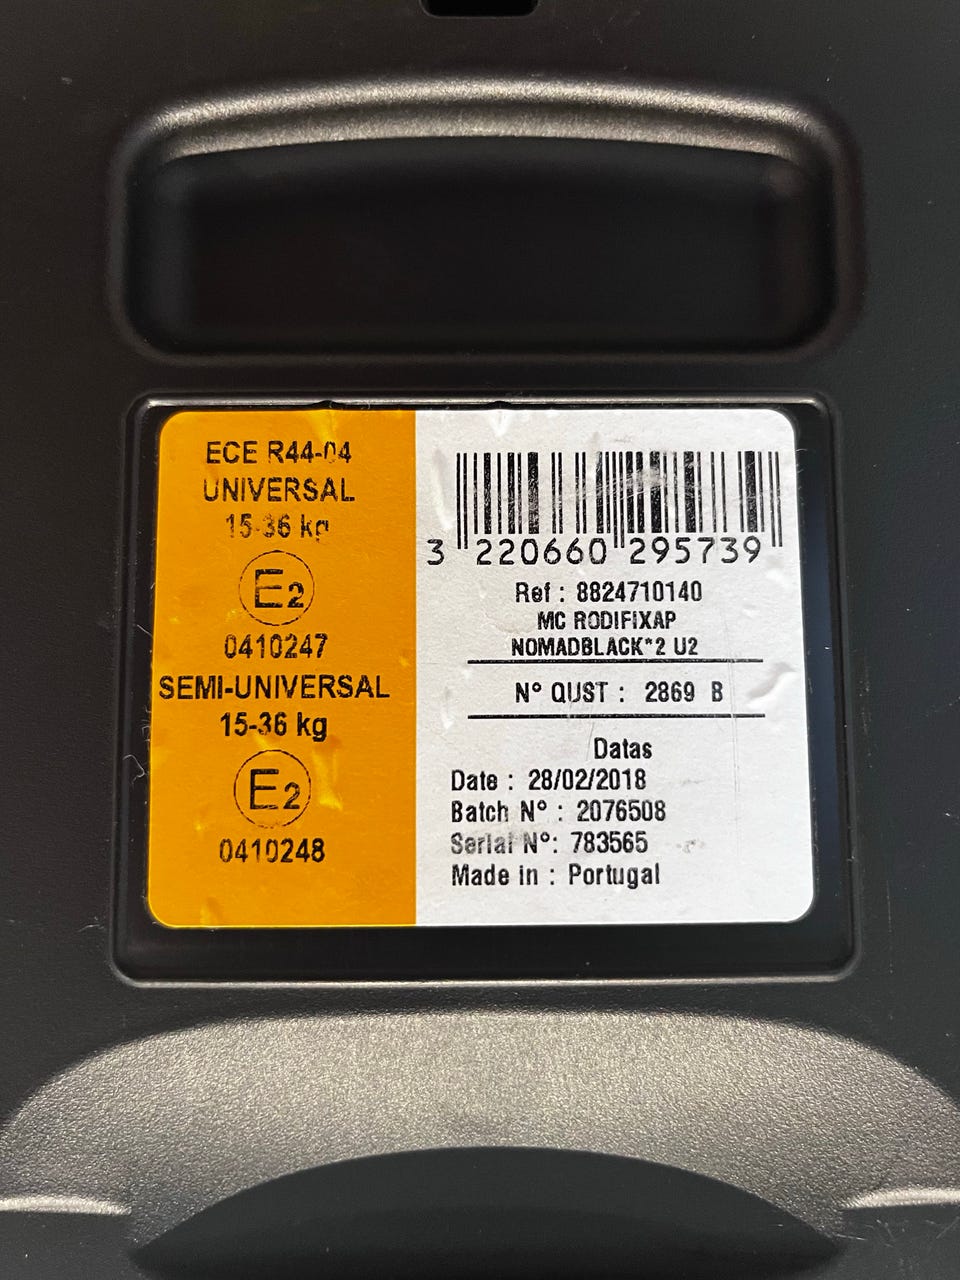 ECE R44-04
UNIVERSAL
15-36 kg
E2
0410247
SEMI-UNIVERSAL
15-36 kg
E2
0410248
3 220660 295739
Ref : 8824710140
MC RODIFIXAP
NOMADBLACK*2 U2
N° QUST : 2869 B
Datas
Date : 28/02/2018
Batch N° : 2076508
Serial N°: 783565
Made in : Portugal